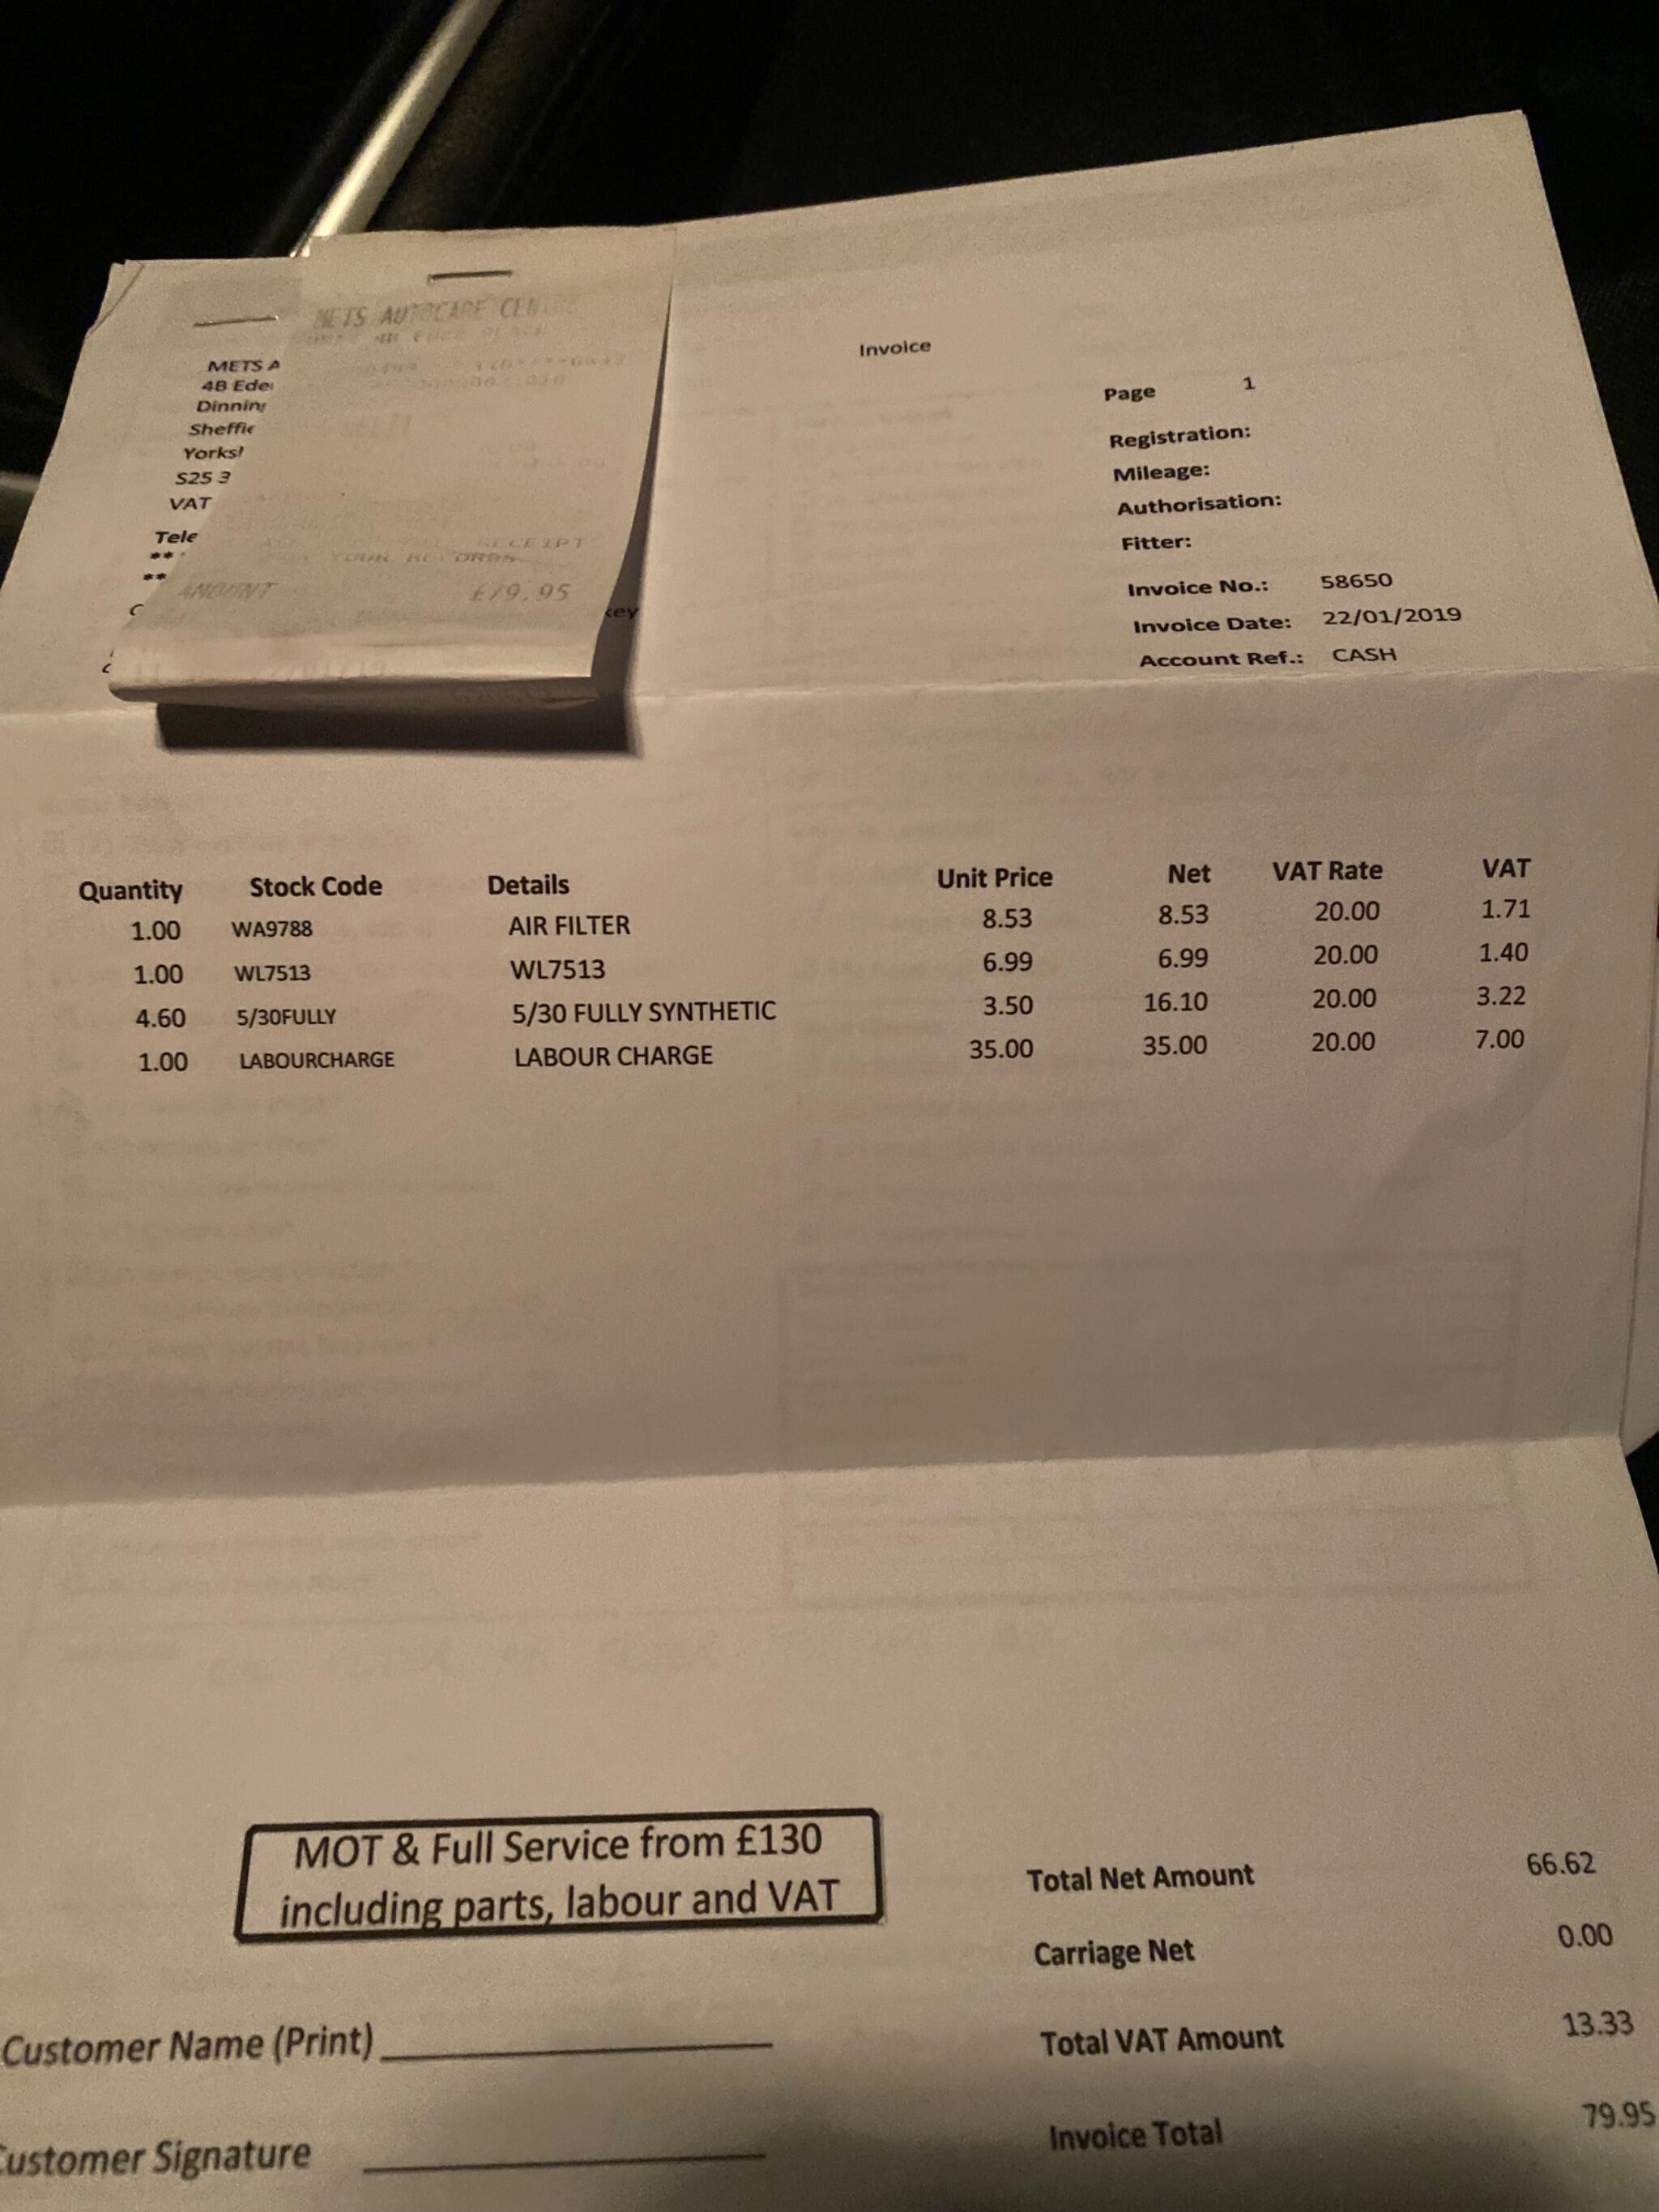 METS AUTOCARE CENTRE
AMOUNT £79.95
RECEIPT
YOUR RECORDS
METS A
4B Ede
Dinnin
Sheffie
Yorks
S25 3
VAT
Tele
**
**
key
Invoice
Page 1
Registration:
Mileage:
Authorisation:
Fitter:
Invoice No.: 58650
Invoice Date: 22/01/2019
Account Ref.: CASH
Quantity Stock Code Details Unit Price Net VAT Rate VAT
1.00 WA9788 AIR FILTER 8.53 8.53 20.00 1.71
1.00 WL7513 WL7513 6.99 6.99 20.00 1.40
4.60 5/30FULLY 5/30 FULLY SYNTHETIC 3.50 16.10 20.00 3.22
1.00 LABOURCHARGE LABOUR CHARGE 35.00 35.00 20.00 7.00
MOT & Full Service from £130
including parts, labour and VAT
Total Net Amount 66.62
Carriage Net 0.00
Total VAT Amount 13.33
Invoice Total 79.95
Customer Name (Print)
Customer Signature